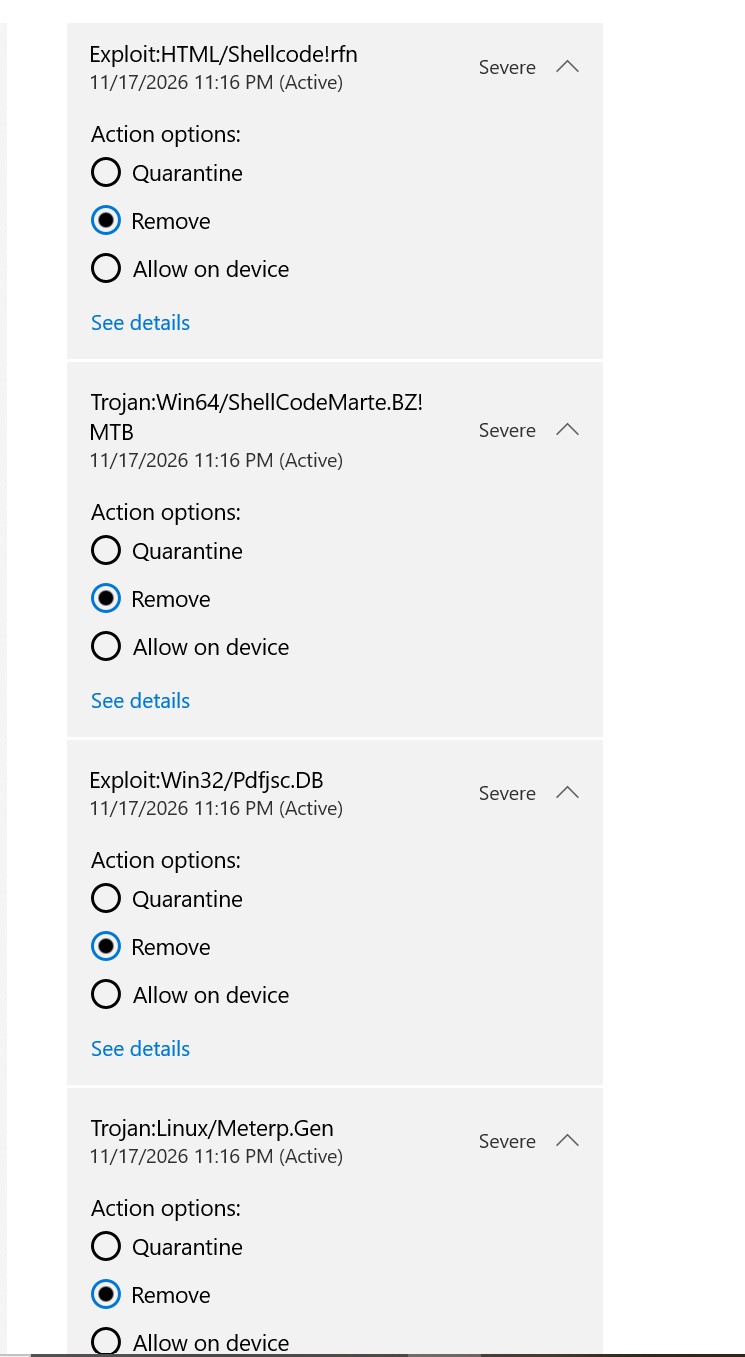 Exploit:HTML/Shellcode!rfn
11/17/2026 11:16 PM (Active)
Severe
Action options:
Quarantine
Remove
Allow on device
See details
Trojan:Win64/ShellCodeMarte.BZ!
MTB
11/17/2026 11:16 PM (Active)
Severe
Action options:
Quarantine
Remove
Allow on device
See details
Exploit:Win32/Pdfjsc.DB
11/17/2026 11:16 PM (Active)
Severe
Action options:
Quarantine
Remove
Allow on device
See details
Trojan:Linux/Meterp.Gen
11/17/2026 11:16 PM (Active)
Severe
Action options:
Quarantine
Remove
Allow on device